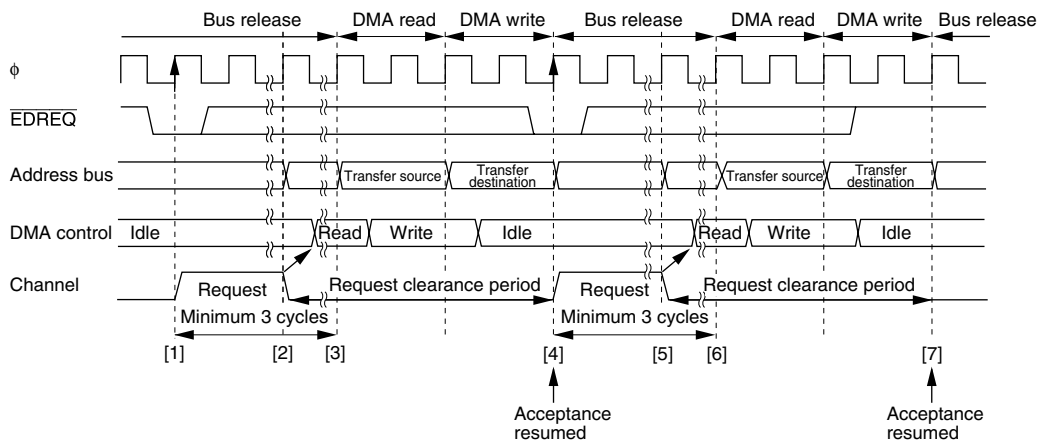 Bus release DMA read DMA write Bus release DMA read DMA write Bus release
ϕ
EDREQ
Address bus Transfer source Transfer destination Transfer source Transfer destination
DMA control Idle Read Write Idle Read Write Idle
Channel Request Request clearance period Request Request clearance period
Minimum 3 cycles Minimum 3 cycles
[1] [2] [3] [4] [5] [6] [7]
Acceptance resumed Acceptance resumed